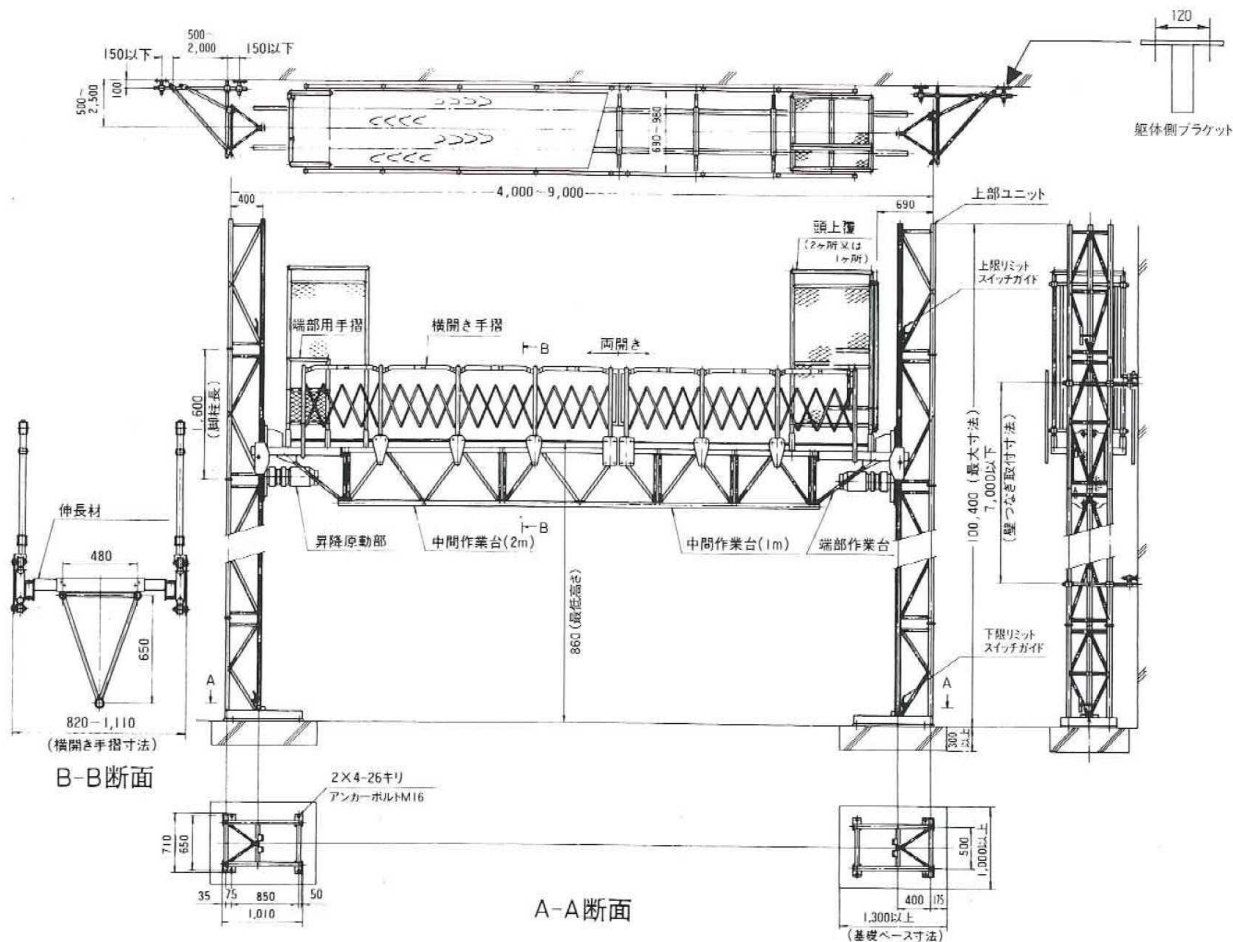 500~
2,000
150以下
150以下
500~
2,500
100
690~980
120
躯体側ブラケット
4,000~9,000
400
690
上部ユニット
頭上覆
(2ヶ所又は
1ヶ所)
上限リミット
スイッチガイド
端部用手摺
横開き手摺
B
両開き
1,600
(脚柱長)
100,400 (最大寸法)
7,000以下
(壁つなぎ取付寸法)
伸長材
480
650
昇降原動部
中間作業台(2m)
B
中間作業台(1m)
端部作業台
860(最低高さ)
下限リミット
スイッチガイド
A
A
820-1,110
(横開き手摺寸法)
B-B断面
300以上
2×4-26キリ
アンカーボルトM16
710
650
35
75
850
50
1,010
A-A断面
500
1,000以上
400
175
1,300以上
(基礎ベース寸法)